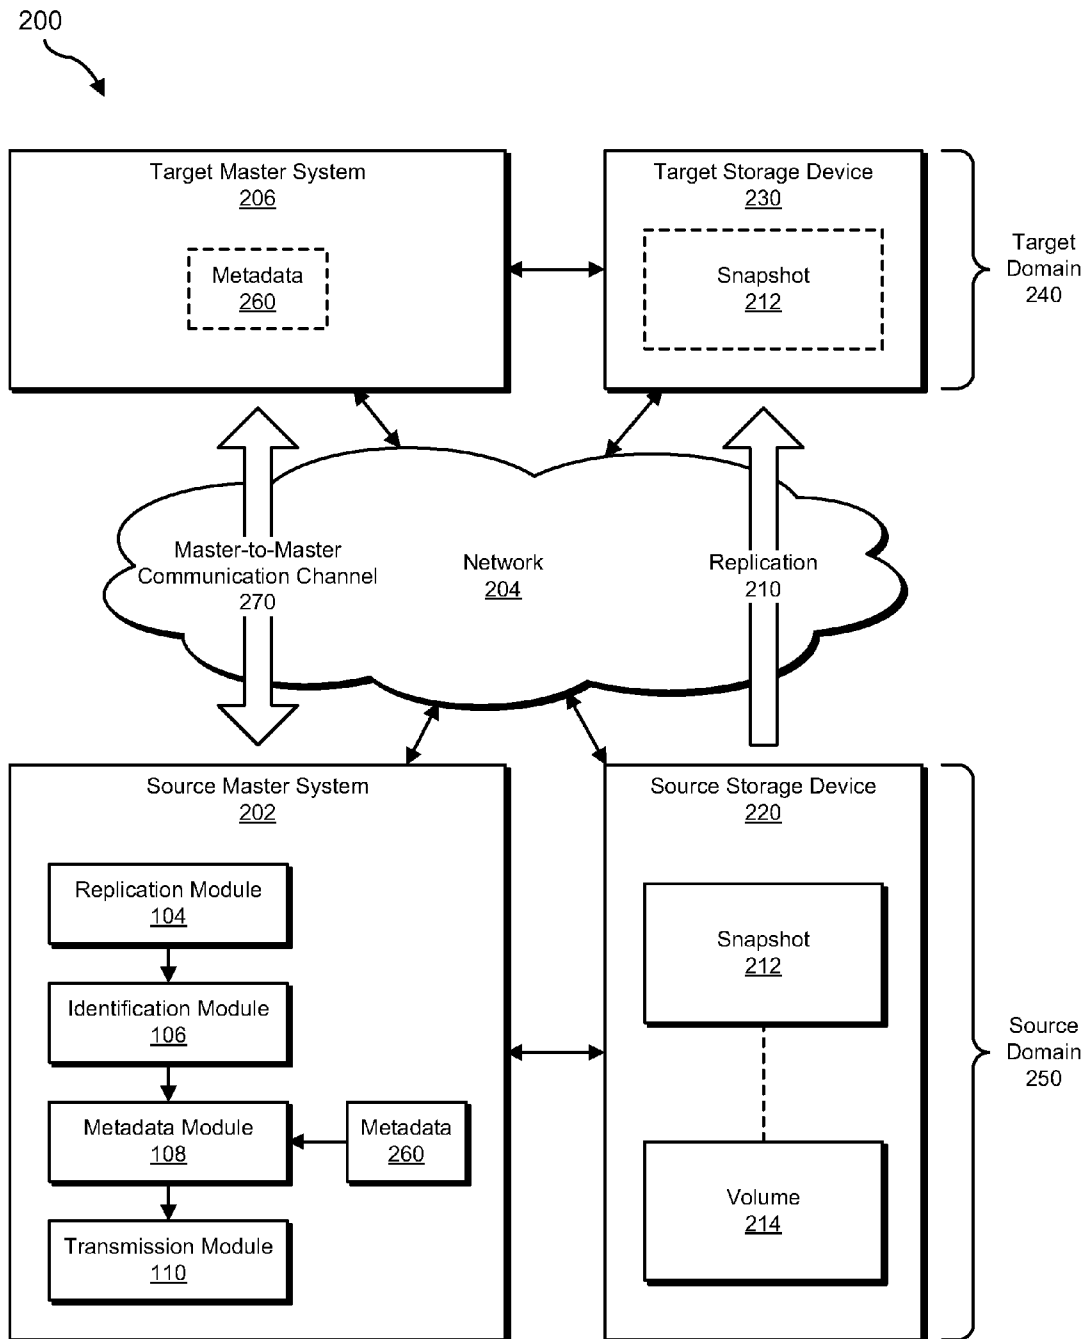 200
Target Master System
206
Metadata
260
Target Storage Device
230
Snapshot
212
Target
Domain
240
Master-to-Master
Communication Channel
270
Network
204
Replication
210
Source Master System
202
Replication Module
104
Identification Module
106
Metadata Module
108
Metadata
260
Transmission Module
110
Source Storage Device
220
Snapshot
212
Volume
214
Source
Domain
250